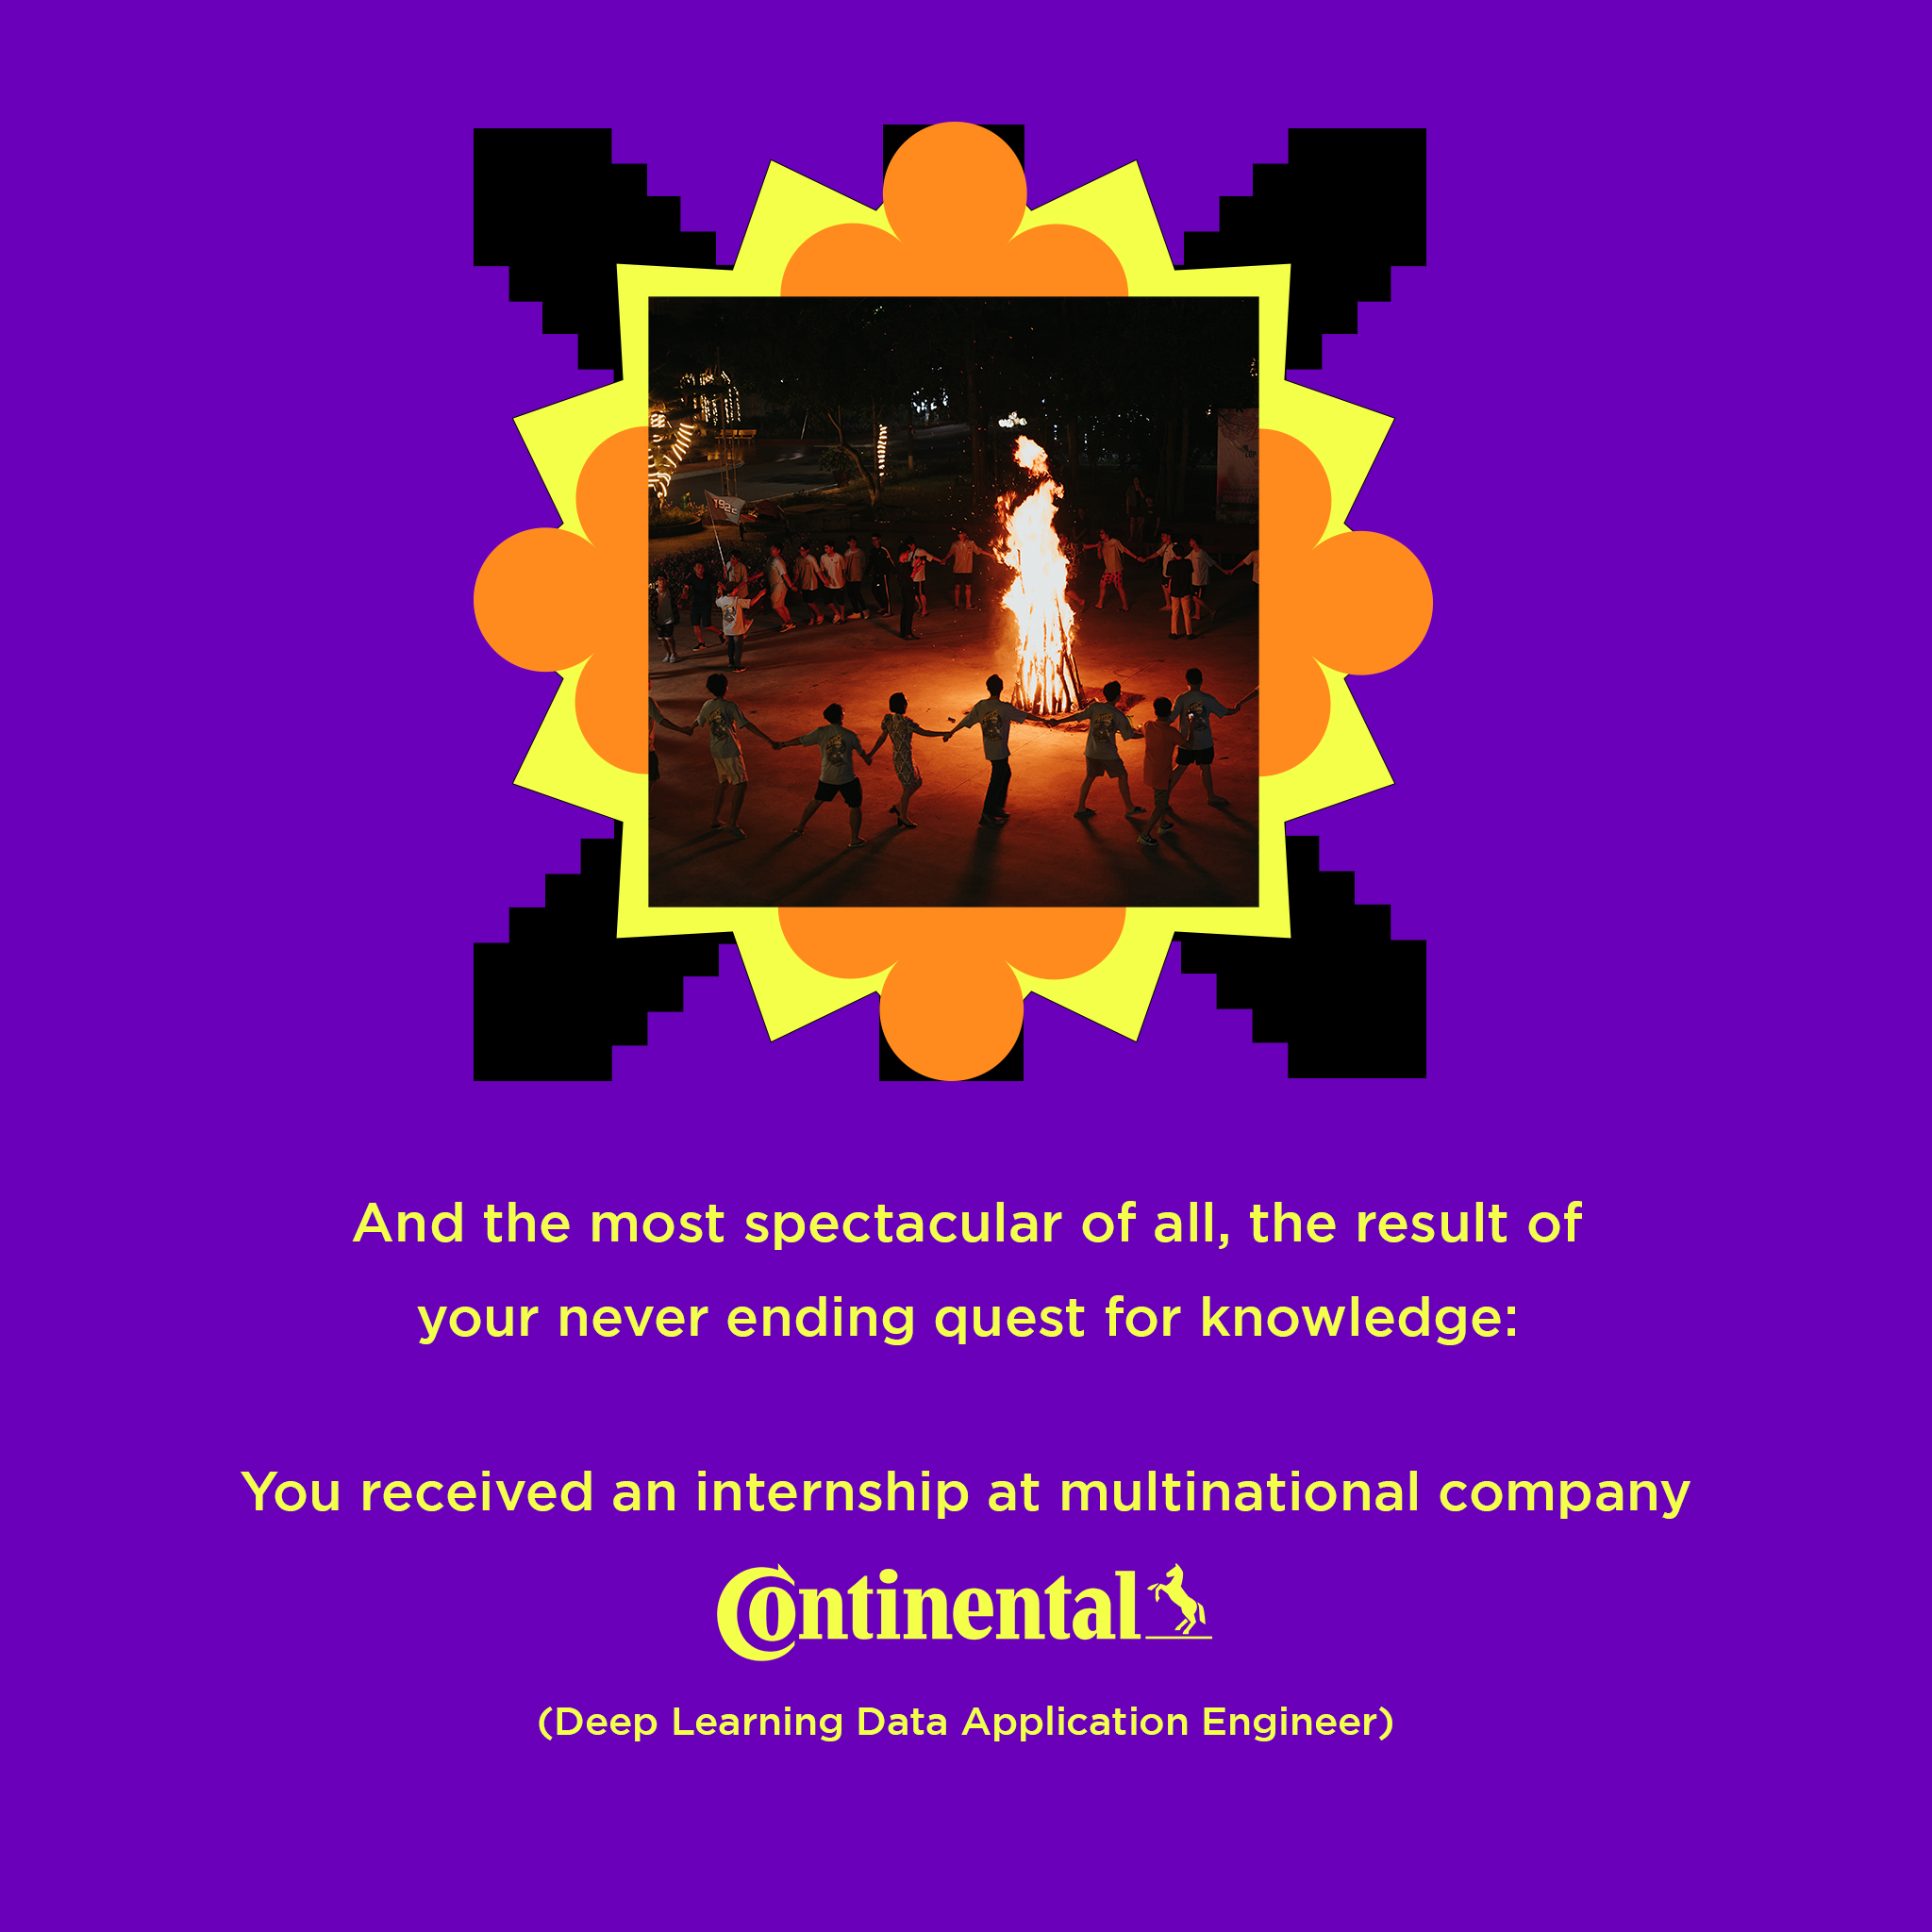 And the most spectacular of all, the result of
your never ending quest for knowledge:
You received an internship at multinational company
Continental
(Deep Learning Data Application Engineer)